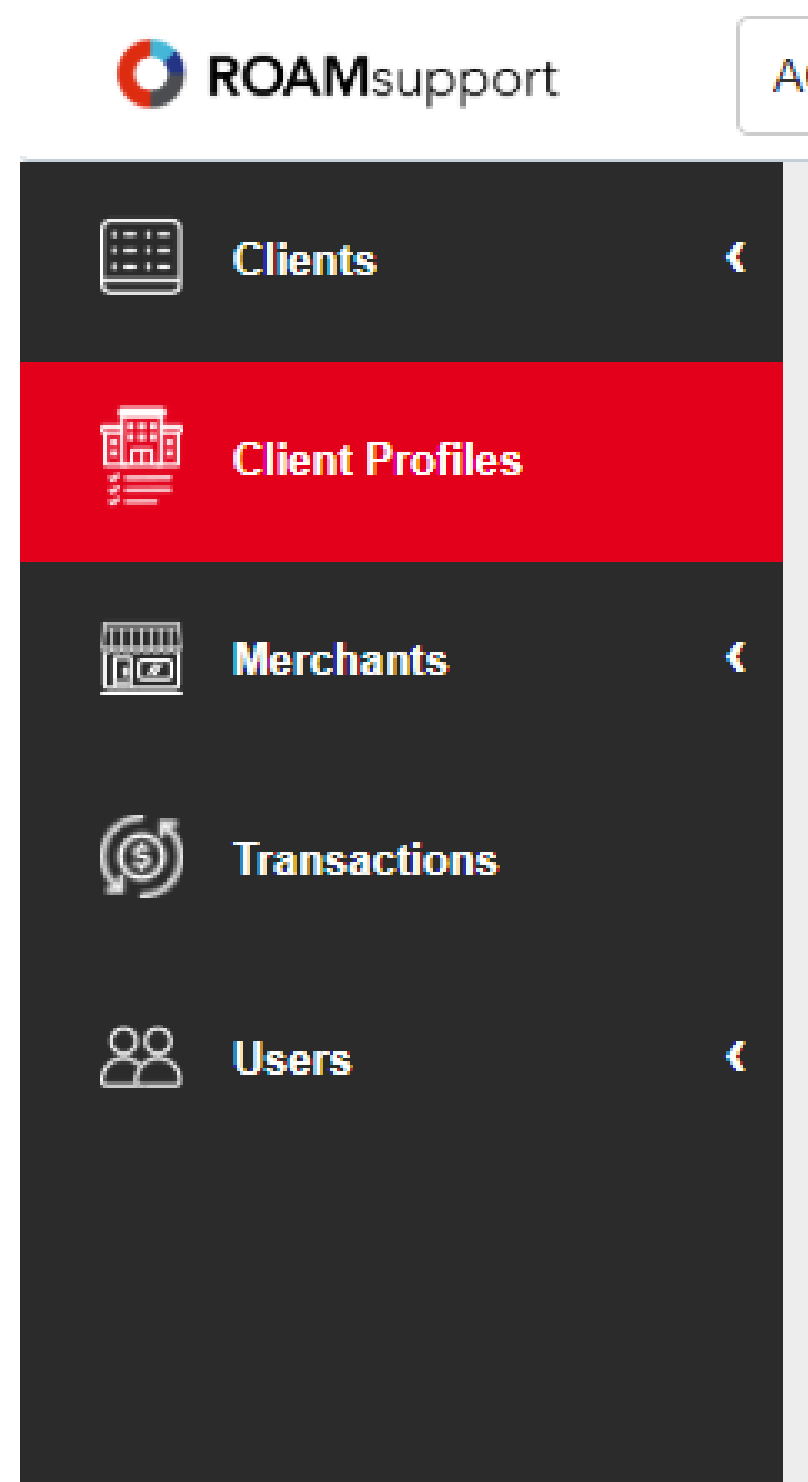 ROAMsupport
Clients
Client Profiles
Merchants
Transactions
Users